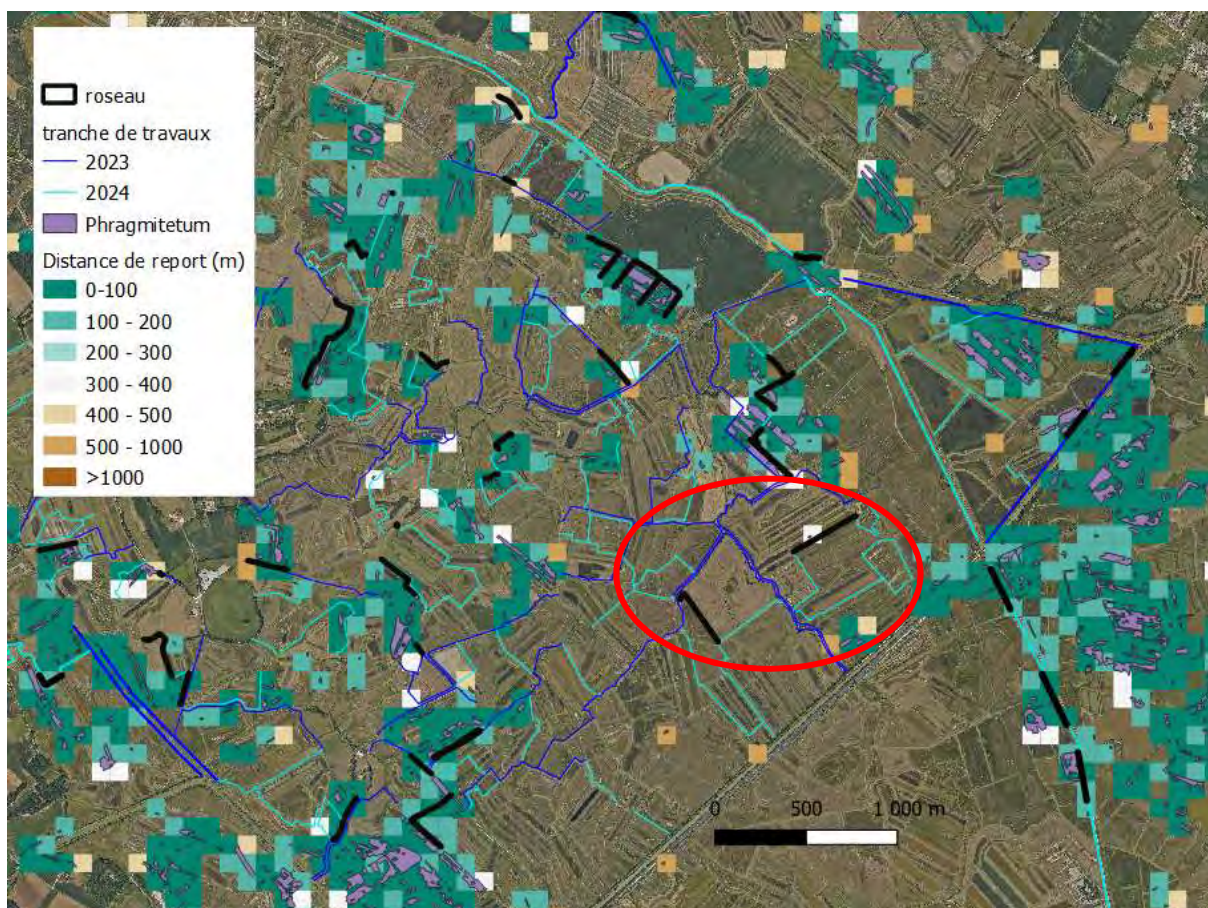 roseau
tranche de travaux
2023
2024
Phragmitetum
Distance de report (m)
0-100
100 - 200
200 - 300
300 - 400
400 - 500
500 - 1000
>1000
0 500 1 000 m